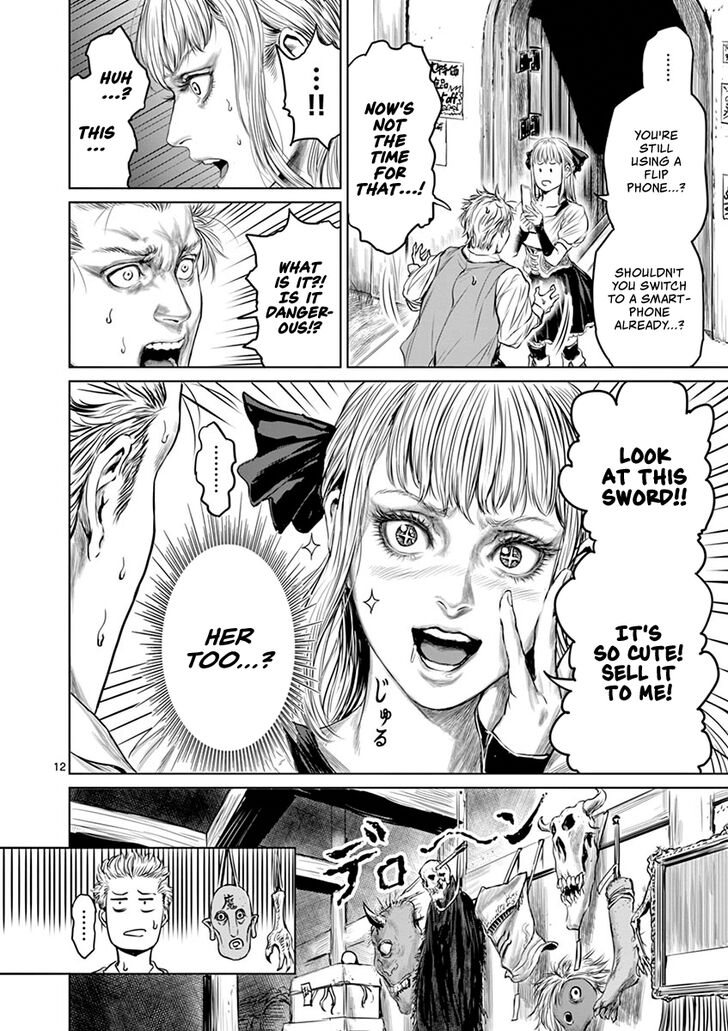 ......
YOU'RE
STILL
USING A
FLIP
PHONE...?
SHOULDN'T
YOU SWITCH
TO A SMART-
PHONE
ALREADY...?
NOW'S
NOT
THE
TIME
FOR
THAT...!
...!!
HUH
...?
THIS
...
WHAT
IS IT?!
IS IT
DANGER-
OUS!?
LOOK
AT THIS
SWORD!!
IT'S
SO CUTE!
SELL IT
TO ME!
じゅる
......
HER
TOO...?
12
デロ〜ン
魔
......